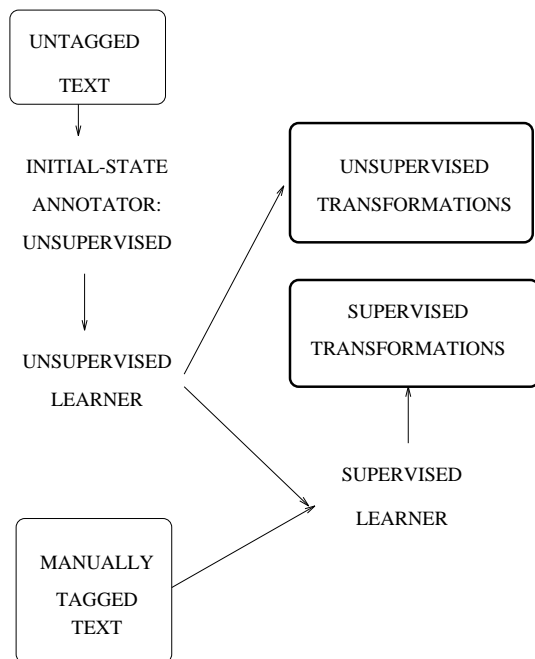 UNTAGGED
TEXT
INITIAL-STATE
ANNOTATOR:
UNSUPERVISED
UNSUPERVISED
LEARNER
MANUALLY
TAGGED
TEXT
UNSUPERVISED
TRANSFORMATIONS
SUPERVISED
TRANSFORMATIONS
SUPERVISED
LEARNER